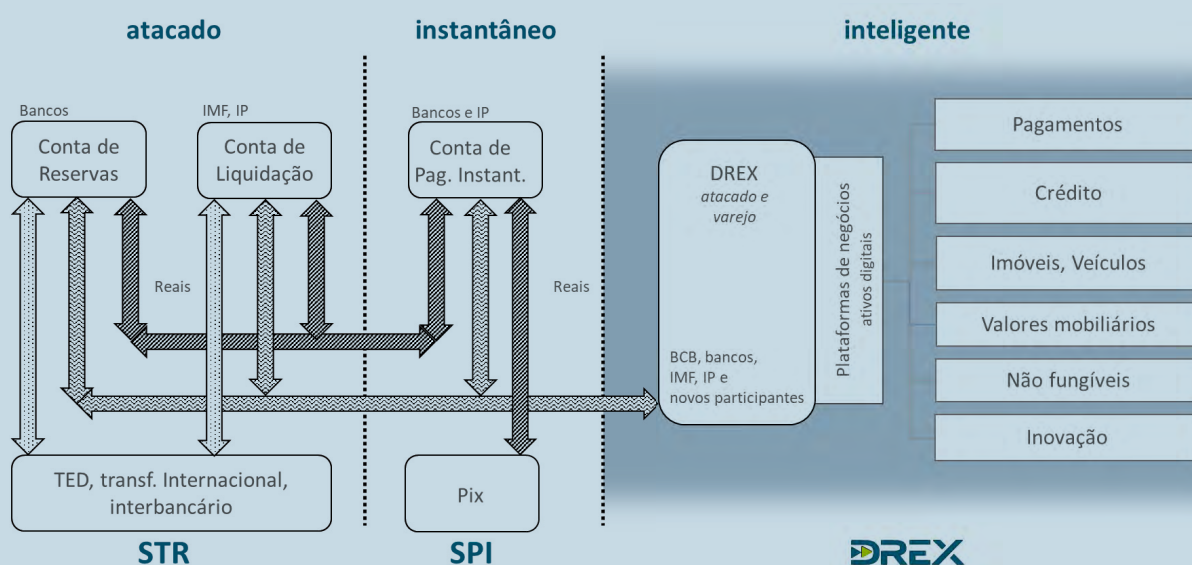 atacado
instantâneo
inteligente
Bancos
Conta de
Reservas
IMF, IP
Conta de
Liquidação
Bancos e IP
Conta de
Pag. Instant.
Reais
Reais
DREX
atacado e
varejo
BCB, bancos,
IMF, IP e
novos participantes
Plataformas de negócios
ativos digitais
Pagamentos
Crédito
Imóveis, Veículos
Valores mobiliários
Não fungíveis
Inovação
TED, transf. Internacional,
interbancário
Pix
STR
SPI
DREX